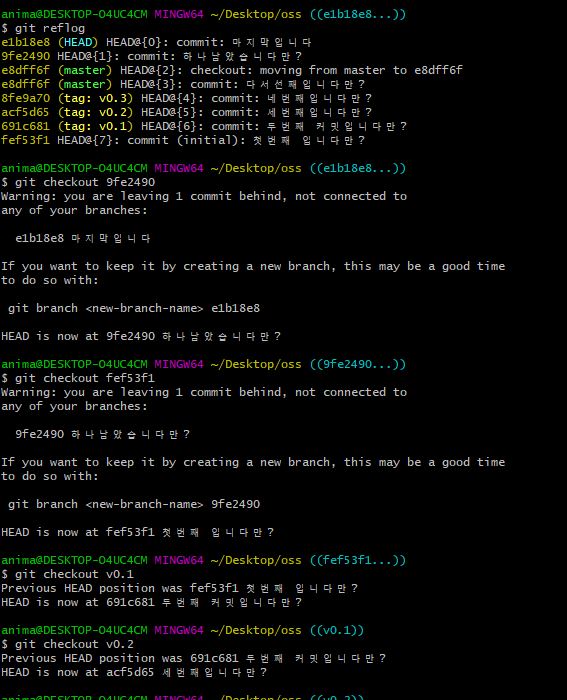 anima@DESKTOP-O4UC4CM MINGW64 ~/Desktop/oss ((e1b18e8...))
$ git reflog
e1b18e8 (HEAD) HEAD@{0}: commit: 마지막입니다
9fe2490 HEAD@{1}: commit: 하나남았습니다만?
e8dff6f (master) HEAD@{2}: checkout: moving from master to e8dff6f
e8dff6f (master) HEAD@{3}: commit: 다서선째입니다만?
8fe9a70 (tag: v0.3) HEAD@{4}: commit: 네번째입니다만?
acf5d65 (tag: v0.2) HEAD@{5}: commit: 세번째입니다만?
691c681 (tag: v0.1) HEAD@{6}: commit: 두번째 커밋입니다만?
fef53f1 HEAD@{7}: commit (initial): 첫번째 입니다만?
anima@DESKTOP-O4UC4CM MINGW64 ~/Desktop/oss ((e1b18e8...))
$ git checkout 9fe2490
Warning: you are leaving 1 commit behind, not connected to
any of your branches:
e1b18e8 마지막입니다
If you want to keep it by creating a new branch, this may be a good time
to do so with:
git branch <new-branch-name> e1b18e8
HEAD is now at 9fe2490 하나남았습니다만?
anima@DESKTOP-O4UC4CM MINGW64 ~/Desktop/oss ((9fe2490...))
$ git checkout fef53f1
Warning: you are leaving 1 commit behind, not connected to
any of your branches:
9fe2490 하나남았습니다만?
If you want to keep it by creating a new branch, this may be a good time
to do so with:
git branch <new-branch-name> 9fe2490
HEAD is now at fef53f1 첫번째 입니다만?
anima@DESKTOP-O4UC4CM MINGW64 ~/Desktop/oss ((fef53f1...))
$ git checkout v0.1
Previous HEAD position was fef53f1 첫번째 입니다만?
HEAD is now at 691c681 두번째 커밋입니다만?
anima@DESKTOP-O4UC4CM MINGW64 ~/Desktop/oss ((v0.1))
$ git checkout v0.2
Previous HEAD position was 691c681 두번째 커밋입니다만?
HEAD is now at acf5d65 세번째입니다만?
anima@DESKTOP-O4UC4CM MINGW64 ~/Desktop/oss ((v0.2))